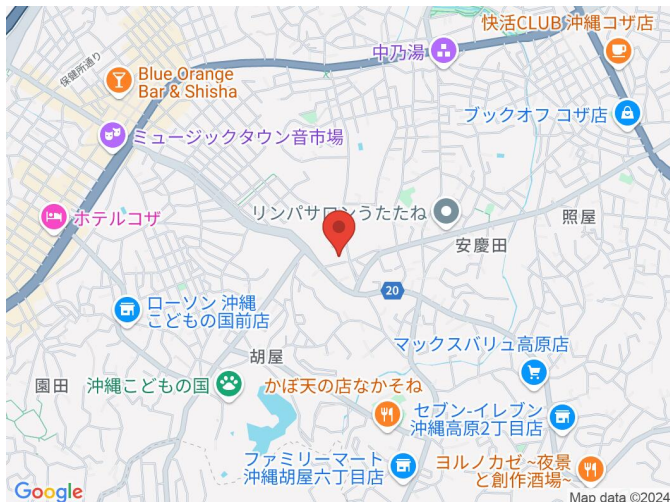 快活CLUB 沖縄
コザ店
中乃湯
保健所通り
Blue Orange
Bar & Shisha
ブックオフ コザ店
ミュージックタウン音市場
リンパサロンうたたね
照屋
ホテルコザ
安慶田
20
ローソン 沖縄
こどもの国前店
胡屋
マックスバリュ高原店
園田
沖縄こどもの国
かぼ天の店なかそね
セブン-イレブン
沖縄高原2丁目店
ファミリーマート
沖縄胡屋六丁目店
ヨルノカゼ ~夜景
と創作酒場~
Google
Map data ©2024